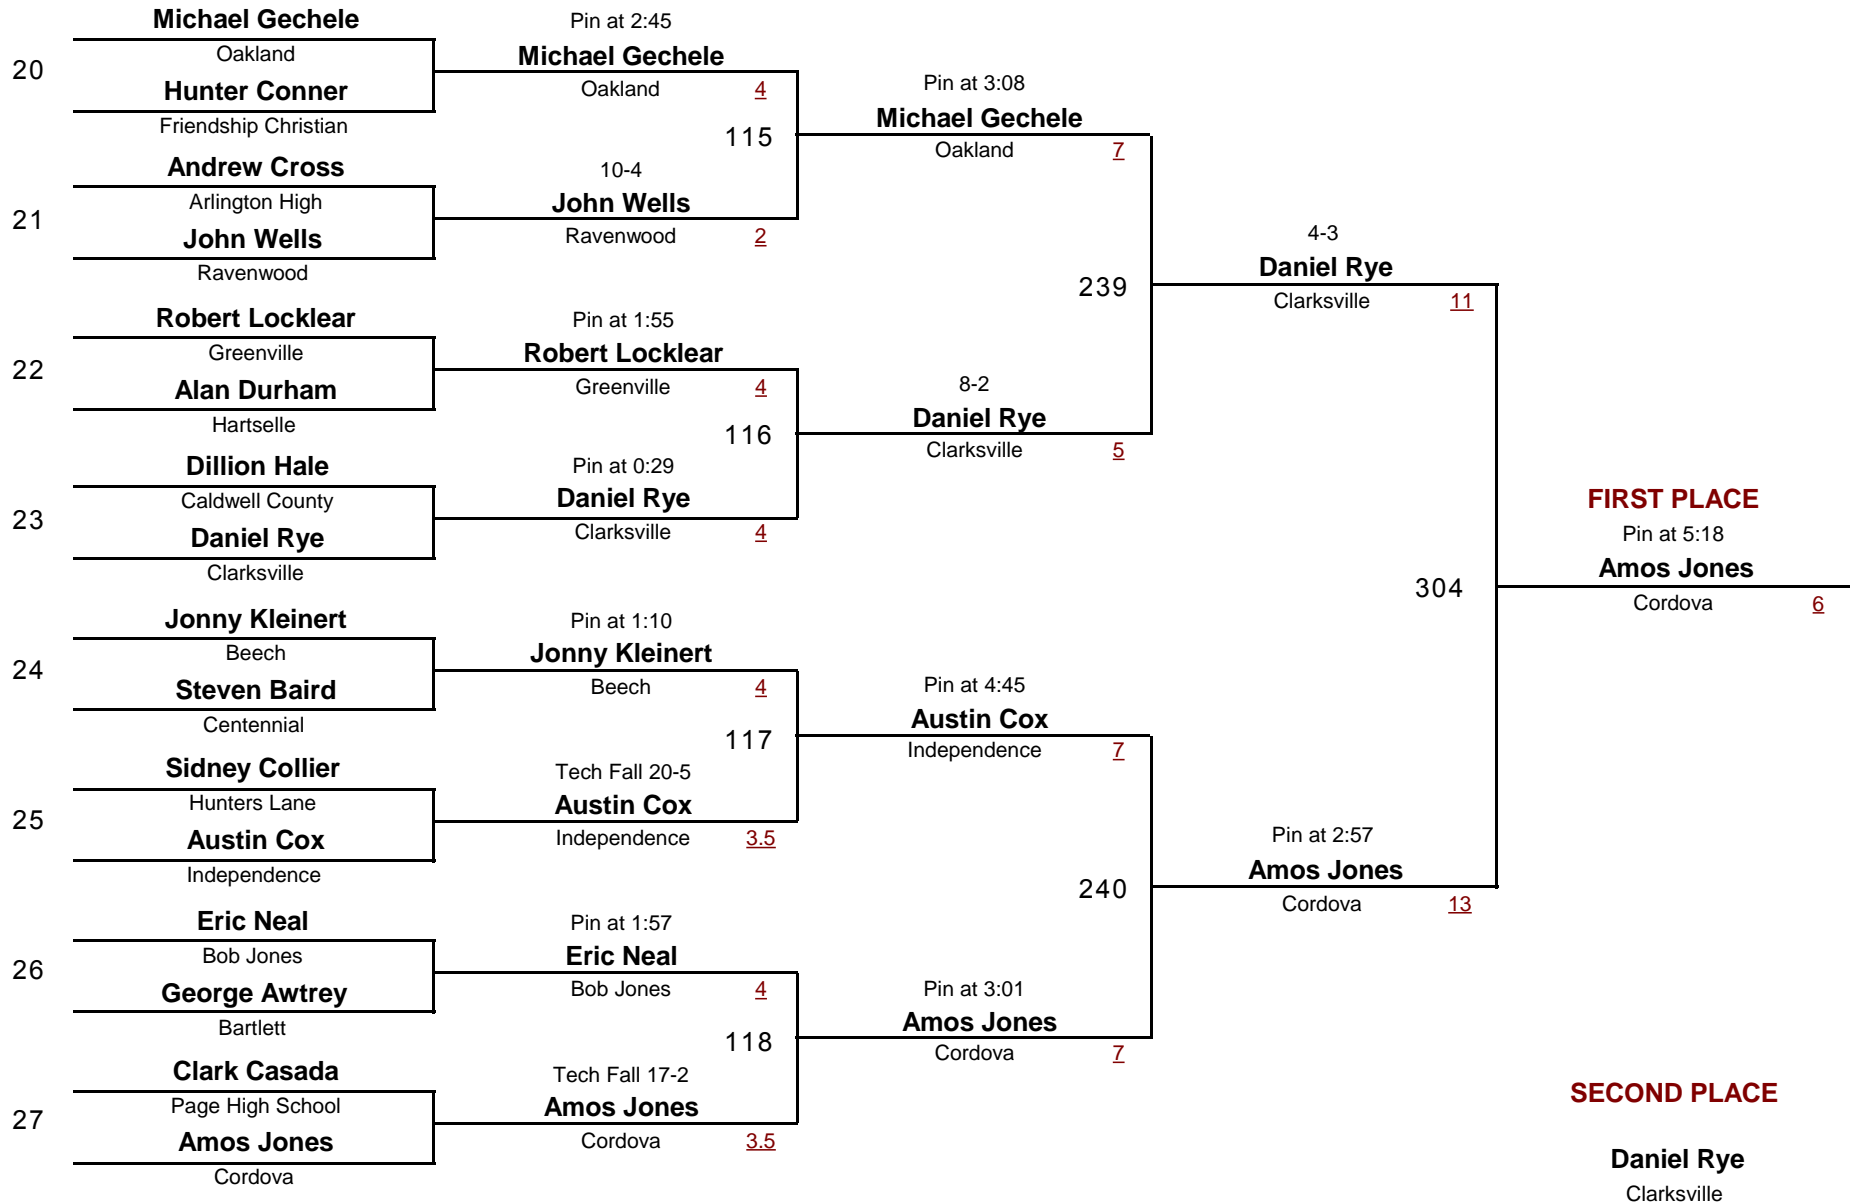 Michael Gechele
Oakland
20
Hunter Conner
Friendship Christian
Andrew Cross
Arlington High
21
John Wells
Ravenwood
Robert Locklear
Greenville
22
Alan Durham
Hartselle
Dillion Hale
Caldwell County
23
Daniel Rye
Clarksville
Jonny Kleinert
Beech
24
Steven Baird
Centennial
Sidney Collier
Hunters Lane
25
Austin Cox
Independence
Eric Neal
Bob Jones
26
George Awtrey
Bartlett
Clark Casada
Page High School
27
Amos Jones
Cordova
Pin at 2:45
Michael Gechele
Oakland 4
115
10-4
John Wells
Ravenwood 2
Pin at 1:55
Robert Locklear
Greenville 4
116
Pin at 0:29
Daniel Rye
Clarksville 4
Pin at 1:10
Jonny Kleinert
Beech 4
117
Tech Fall 20-5
Austin Cox
Independence 3.5
Pin at 1:57
Eric Neal
Bob Jones 4
118
Tech Fall 17-2
Amos Jones
Cordova 3.5
Pin at 3:08
Michael Gechele
Oakland 7
239
8-2
Daniel Rye
Clarksville 5
Pin at 4:45
Austin Cox
Independence 7
240
Pin at 3:01
Amos Jones
Cordova 7
4-3
Daniel Rye
Clarksville 11
304
Pin at 2:57
Amos Jones
Cordova 13
FIRST PLACE
Pin at 5:18
Amos Jones
Cordova 6
SECOND PLACE
Daniel Rye
Clarksville